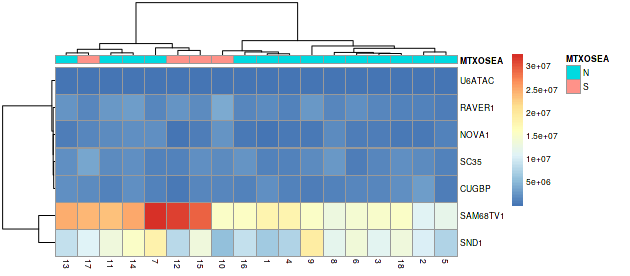 MTXOSEA
U6ATAC
RAVER1
NOVA1
SC35
CUGBP
SAM68TV1
SND1
13 17 11 14 7 12 15 10 16 1 4 9 8 6 3 18 2 5
3e+07
2.5e+07
2e+07
1.5e+07
1e+07
5e+06
MTXOSEA
N
S